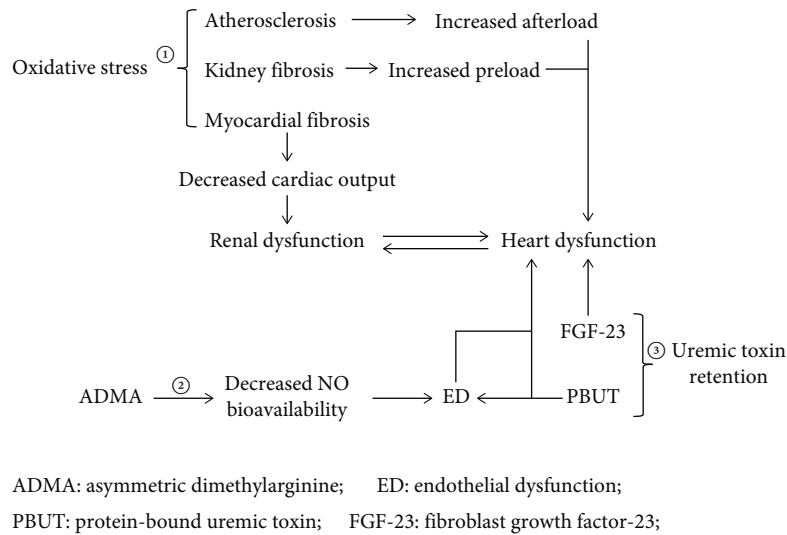 Atherosclerosis Increased afterload
Oxidative stress ① Kidney fibrosis Increased preload
Myocardial fibrosis
Decreased cardiac output
Renal dysfunction Heart dysfunction
FGF-23
③ Uremic toxin
retention
ADMA ② Decreased NO
bioavailability
ED PBUT
ADMA: asymmetric dimethylarginine; ED: endothelial dysfunction;
PBUT: protein-bound uremic toxin; FGF-23: fibroblast growth factor-23;